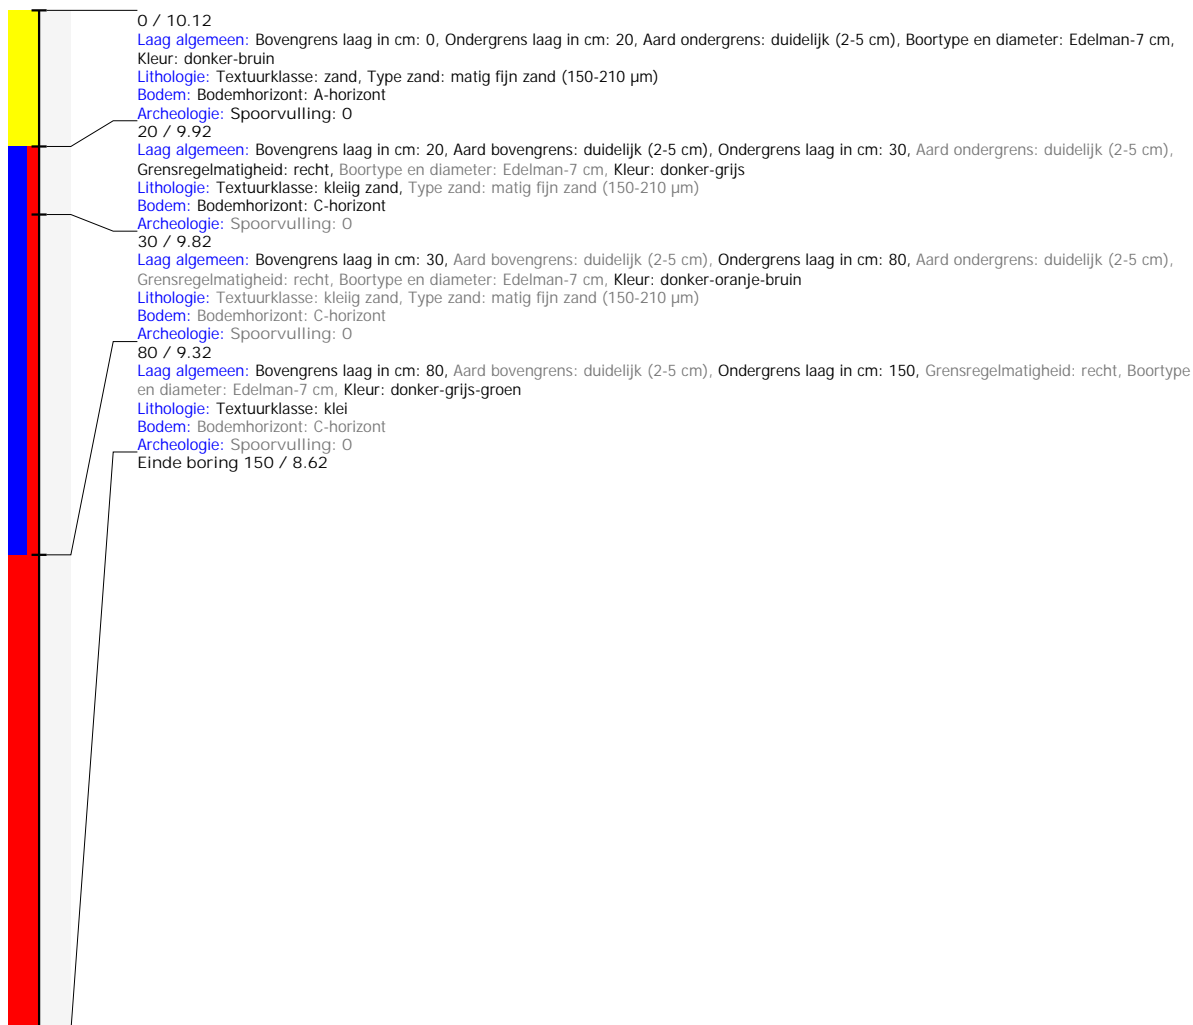 0 / 10.12
Laag algemeen: Bovengrens laag in cm: 0, Ondergrens laag in cm: 20, Aard ondergrens: duidelijk (2-5 cm), Boortype en diameter: Edelman-7 cm,
Kleur: donker-bruin
Lithologie: Textuurklasse: zand, Type zand: matig fijn zand (150-210 µm)
Bodem: Bodemhorizont: A-horizont
Archeologie: Spoorvulling: 0
20 / 9.92
Laag algemeen: Bovengrens laag in cm: 20, Aard bovengrens: duidelijk (2-5 cm), Ondergrens laag in cm: 30, Aard ondergrens: duidelijk (2-5 cm),
Grensregelmatigheid: recht, Boortype en diameter: Edelman-7 cm, Kleur: donker-grijs
Lithologie: Textuurklasse: kleiig zand, Type zand: matig fijn zand (150-210 µm)
Bodem: Bodemhorizont: C-horizont
Archeologie: Spoorvulling: 0
30 / 9.82
Laag algemeen: Bovengrens laag in cm: 30, Aard bovengrens: duidelijk (2-5 cm), Ondergrens laag in cm: 80, Aard ondergrens: duidelijk (2-5 cm),
Grensregelmatigheid: recht, Boortype en diameter: Edelman-7 cm, Kleur: donker-oranje-bruin
Lithologie: Textuurklasse: kleiig zand, Type zand: matig fijn zand (150-210 µm)
Bodem: Bodemhorizont: C-horizont
Archeologie: Spoorvulling: 0
80 / 9.32
Laag algemeen: Bovengrens laag in cm: 80, Aard bovengrens: duidelijk (2-5 cm), Ondergrens laag in cm: 150, Grensregelmatigheid: recht, Boortype
en diameter: Edelman-7 cm, Kleur: donker-grijs-groen
Lithologie: Textuurklasse: klei
Bodem: Bodemhorizont: C-horizont
Archeologie: Spoorvulling: 0
Einde boring 150 / 8.62